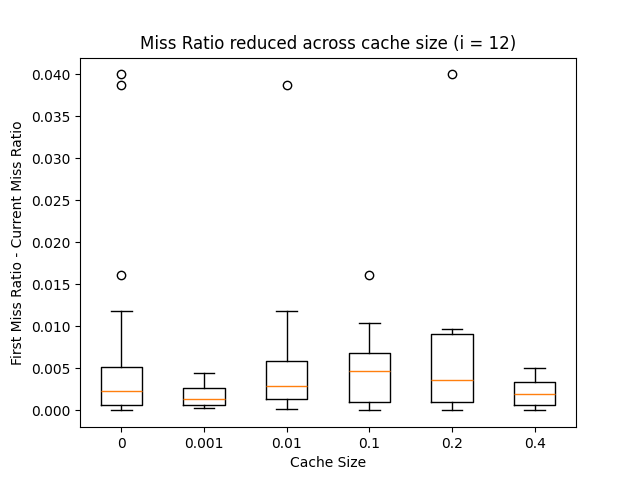 Miss Ratio reduced across cache size (i = 12)
First Miss Ratio - Current Miss Ratio
0.040
0.035
0.030
0.025
0.020
0.015
0.010
0.005
0.000
0 0.001 0.01 0.1 0.2 0.4
Cache Size